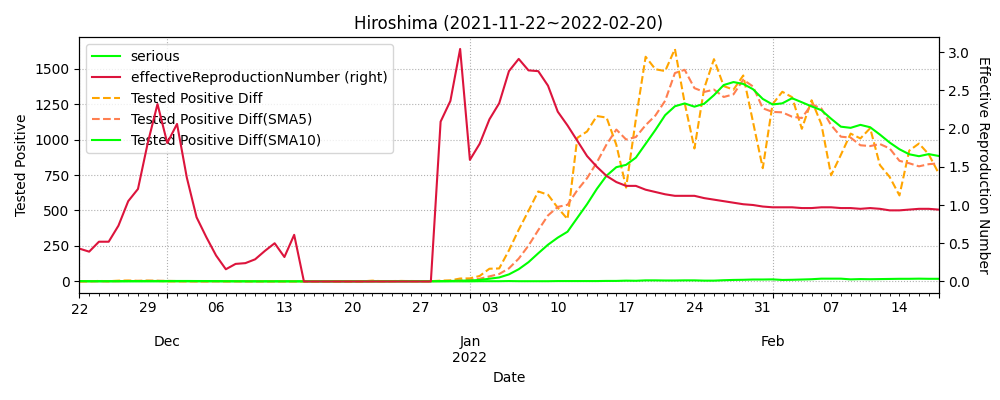 Hiroshima (2021-11-22~2022-02-20)
serious
effectiveReproductionNumber (right)
Tested Positive Diff
Tested Positive Diff(SMA5)
Tested Positive Diff(SMA10)
Tested Positive
1500
1250
1000
750
500
250
0
3.0
2.5
2.0
1.5
1.0
0.5
0.0
Effective Reproduction Number
22 29 06 13 20 27 03 10 17 24 31 07 14
Dec Jan Feb
2022
Date